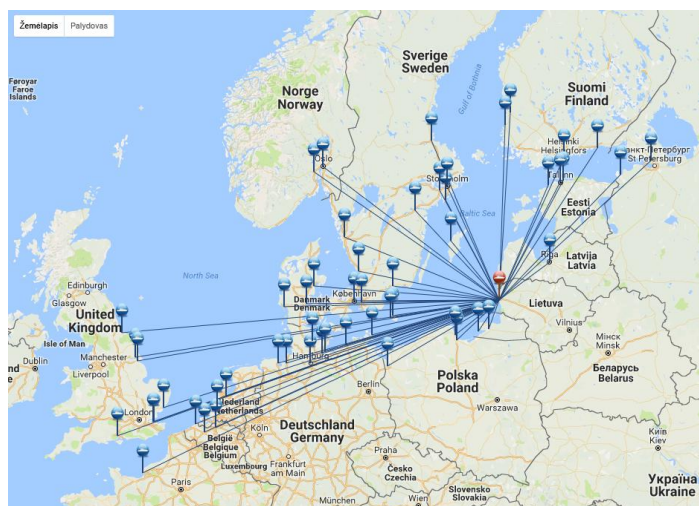 Žemėlapis
Palydovas
Sverige
Sweden
Norge
Norway
Suomi
Finland
Føroyar
Faroe
Islands
Gulf of Bothnia
Helsinki
Helsingfors
Oslo
Tallinn
St Petersburg
Eesti
Estonia
Baltic Sea
North Sea
Riga
Latvija
Latvia
Edinburgh
Glasgow
United
Kingdom
Isle of Man
Dublin
Manchester
Liverpool
London
København
Danmark
Denmark
Lietuva
Vilnius
Мінск
Minsk
Беларусь
Belarus
Hamburg
Berlin
Polska
Poland
Warszawa
Nederland
Netherlands
België
Belgique
Belgium
Köln
Deutschland
Germany
Luxembourg
Frankfurt
am Main
Praha
Česko
Czechia
Київ
Kiev
Paris
München
Wien
Slovensko
Slovakia
Україна
Ukraine